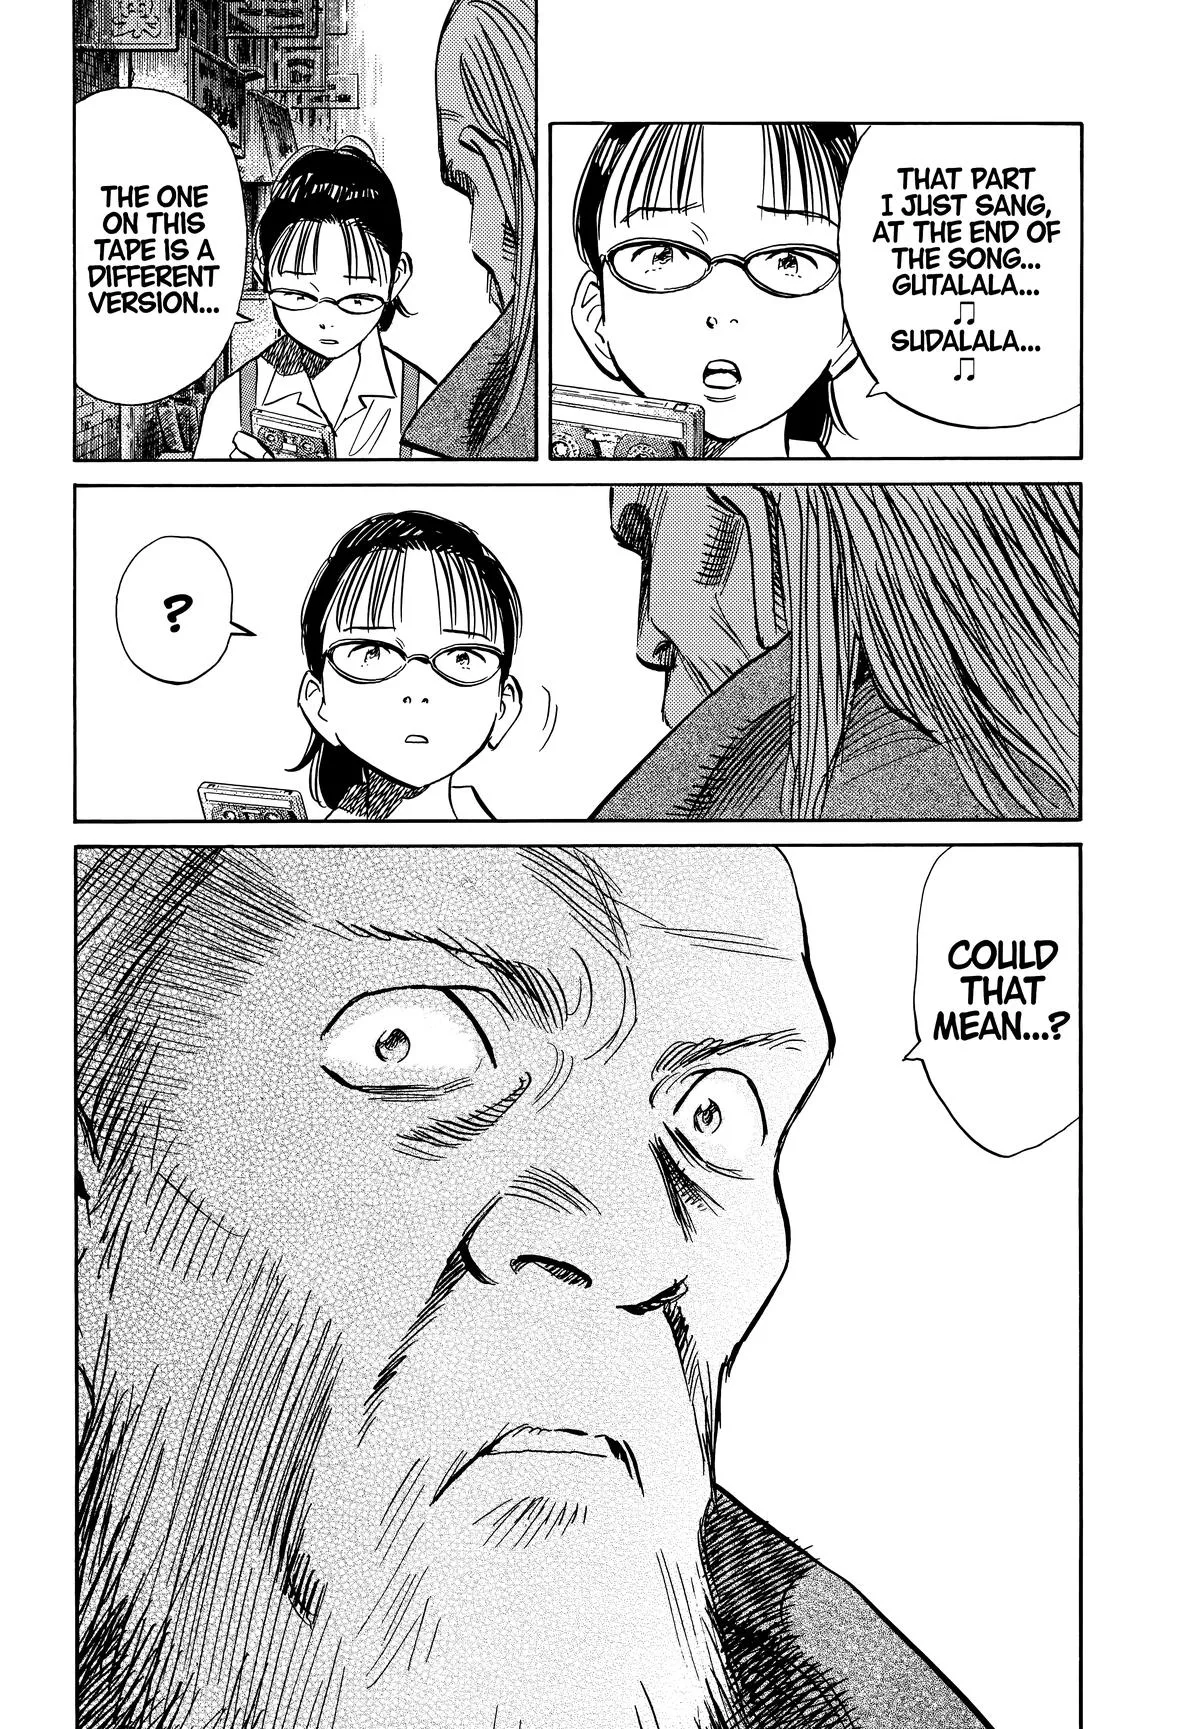 THAT PART
I JUST SANG,
AT THE END OF
THE SONG...
GUTALALA...
♫
SUDALALA...
♫
THE ONE
ON THIS
TAPE IS A
DIFFERENT
VERSION...
?
COULD
THAT
MEAN...?